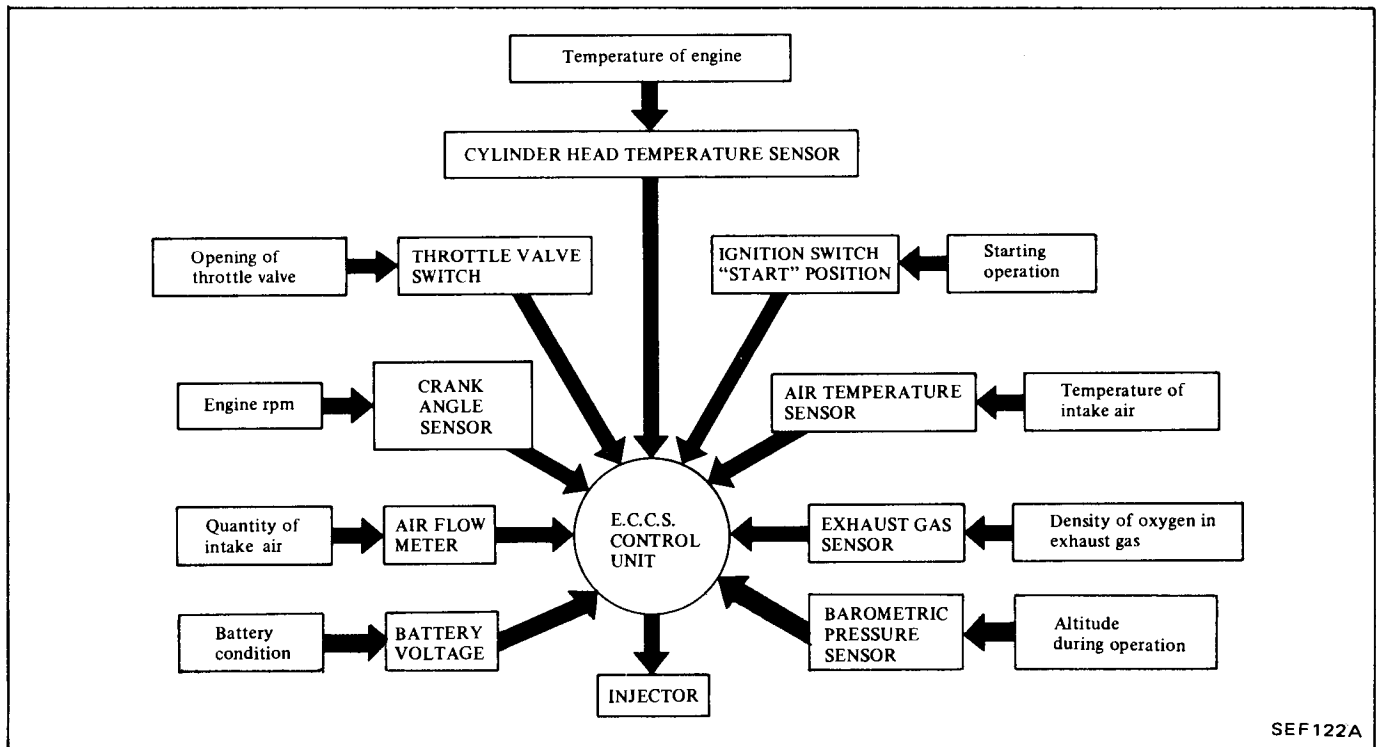 Temperature of engine
CYLINDER HEAD TEMPERATURE SENSOR
Opening of
throttle valve
THROTTLE VALVE
SWITCH
IGNITION SWITCH
“START” POSITION
Starting
operation
Engine rpm
CRANK
ANGLE
SENSOR
AIR TEMPERATURE
SENSOR
Temperature of
intake air
Quantity of
intake air
AIR FLOW
METER
E.C.C.S.
CONTROL
UNIT
EXHAUST GAS
SENSOR
Density of oxygen in
exhaust gas
Battery
condition
BATTERY
VOLTAGE
BAROMETRIC
PRESSURE
SENSOR
Altitude
during operation
INJECTOR
SEF122A